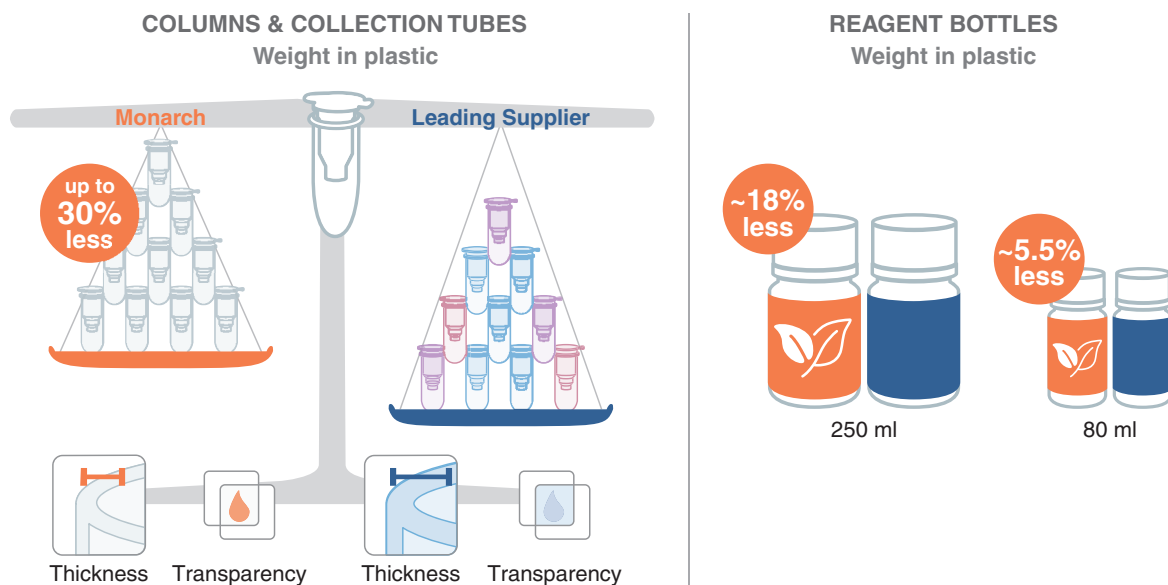 COLUMNS & COLLECTION TUBES
Weight in plastic
Monarch
Leading Supplier
up to
30%
less
Thickness
Transparency
Thickness
Transparency
REAGENT BOTTLES
Weight in plastic
~18%
less
~5.5%
less
250 ml
80 ml